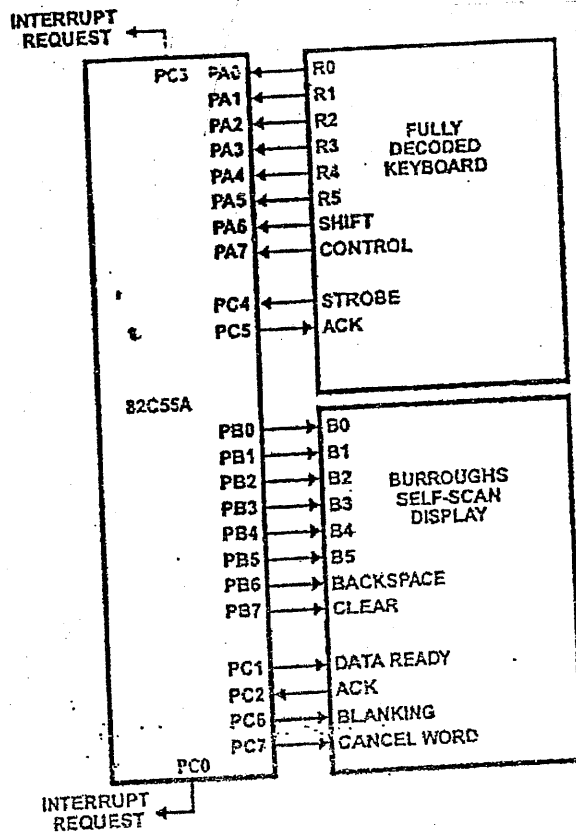 INTERRUPT
REQUEST
PC3 PA0 R0
PA1 R1
PA2 R2
PA3 R3
PA4 R4
PA5 R5
PA6 SHIFT
PA7 CONTROL
FULLY
DECODED
KEYBOARD
PC4 STROBE
PC5 ACK
82C55A
PB0 B0
PB1 B1
PB2 B2
PB3 B3
PB4 B4
PB5 B5
PB6 BACKSPACE
PB7 CLEAR
BURROUGHS
SELF-SCAN
DISPLAY
PC1 DATA READY
PC2 ACK
PC6 BLANKING
PC7 CANCEL WORD
PC0
INTERRUPT
REQUEST